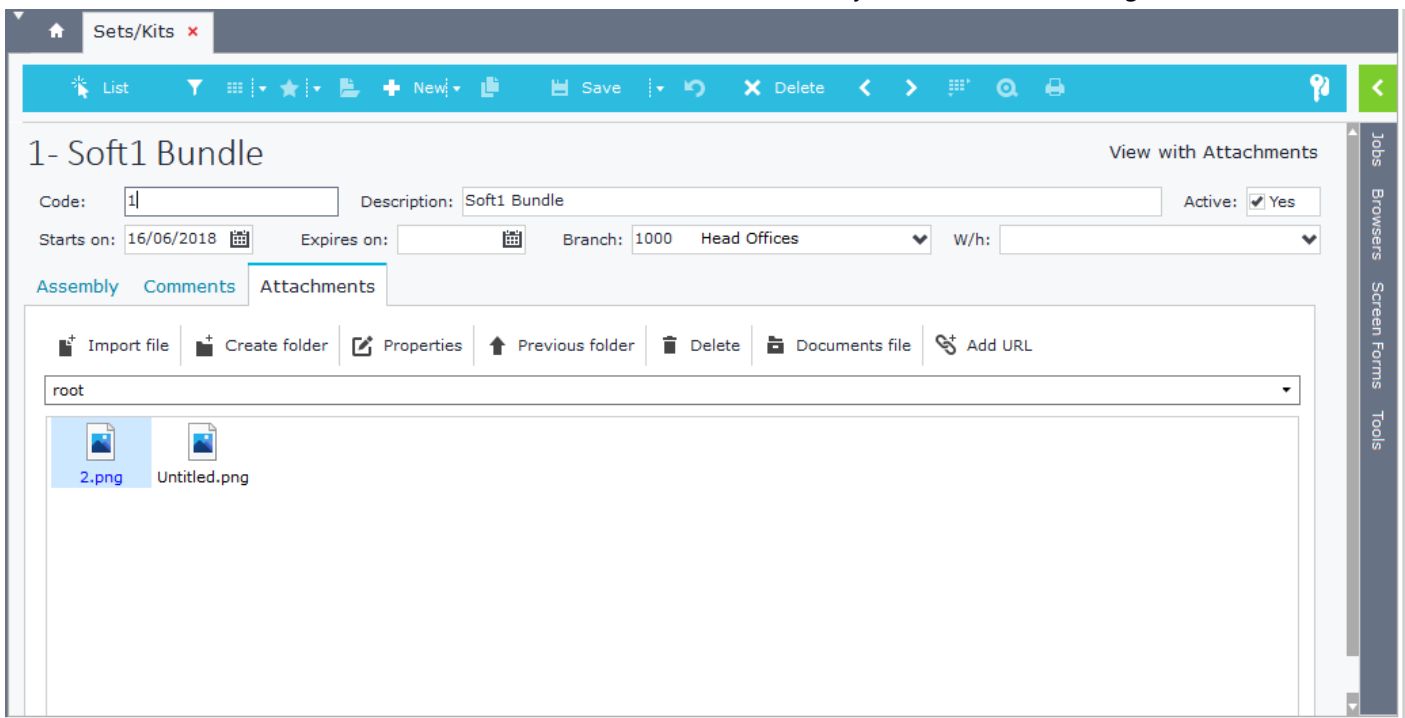 Sets/Kits
List New Save Delete
1- Soft1 Bundle View with Attachments
Code: 1 Description: Soft1 Bundle Active: Yes
Starts on: 16/06/2018 Expires on: Branch: 1000 Head Offices W/h:
Assembly Comments Attachments
Import file Create folder Properties Previous folder Delete Documents file Add URL
root
2.png Untitled.png
Jobs Browsers Screen Forms Tools